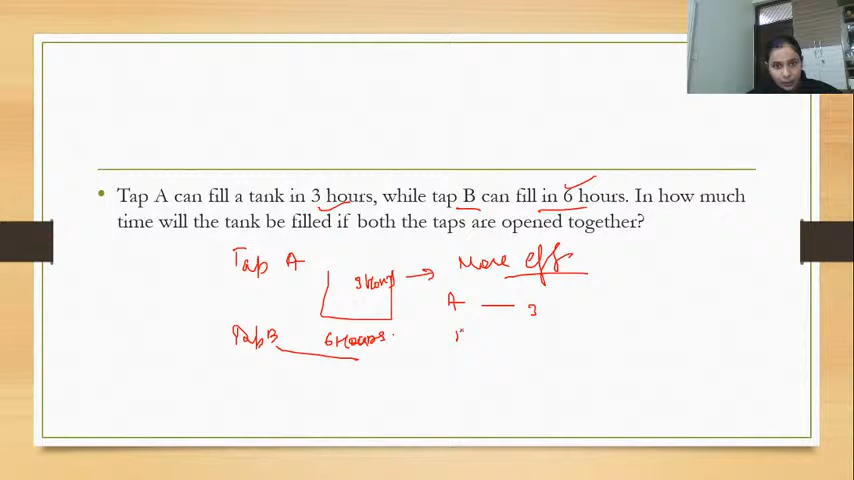 • Tap A can fill a tank in 3 hours, while tap B can fill in 6 hours. In how much
time will the tank be filled if both the taps are opened together?
Tap A
3 Hours → More eff
A — 3
Tap B 6 Hours.